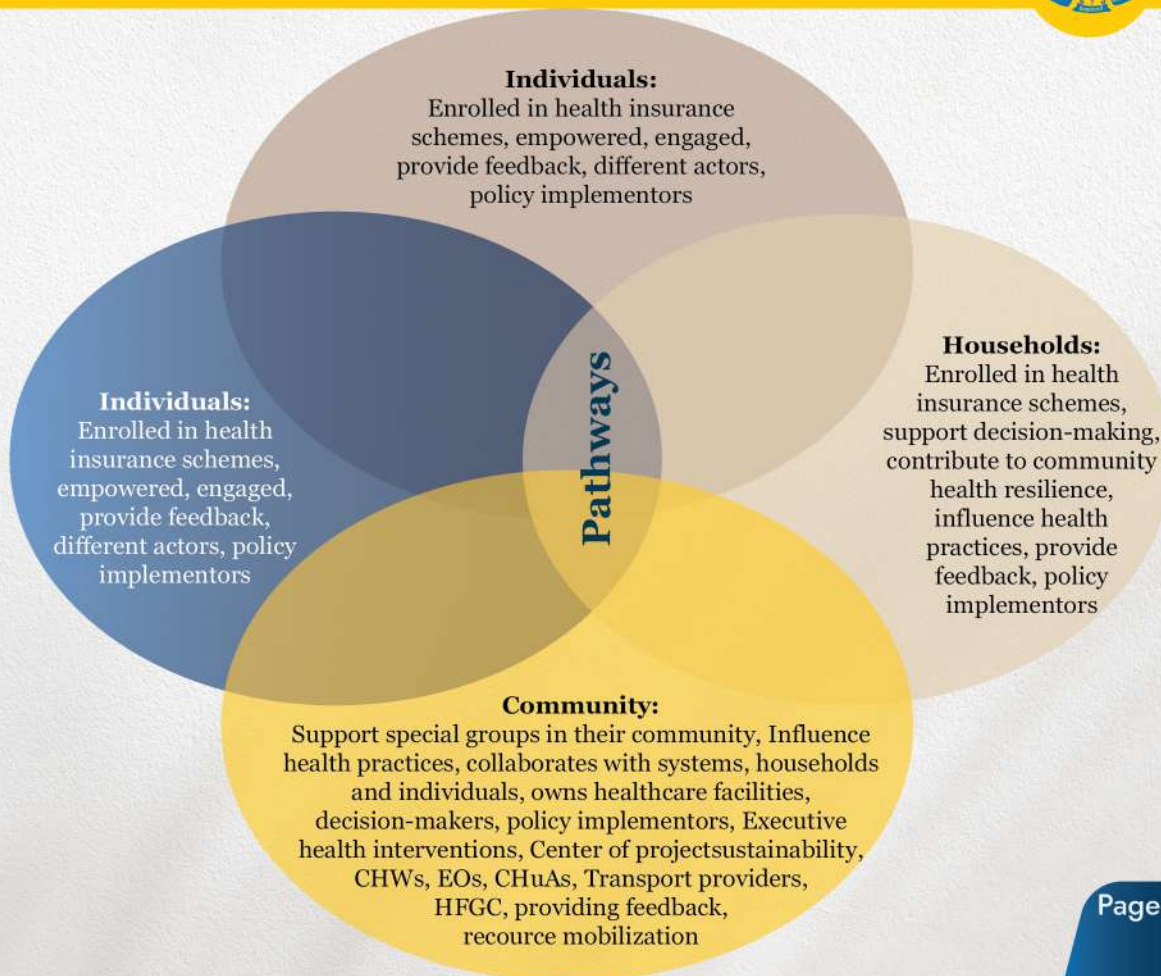 Individuals:
Enrolled in health insurance
schemes, empowered, engaged,
provide feedback, different actors,
policy implementors
Individuals:
Enrolled in health
insurance schemes,
empowered, engaged,
provide feedback,
different actors, policy
implementors
Pathways
Households:
Enrolled in health
insurance schemes,
support decision-making,
contribute to community
health resilience,
influence health
practices, provide
feedback, policy
implementors
Community:
Support special groups in their community, Influence
health practices, collaborates with systems, households
and individuals, owns healthcare facilities,
decision-makers, policy implementors, Executive
health interventions, Center of projectsustainability,
CHWs, EOs, CHuAs, Transport providers,
HFGC, providing feedback,
recource mobilization
Page